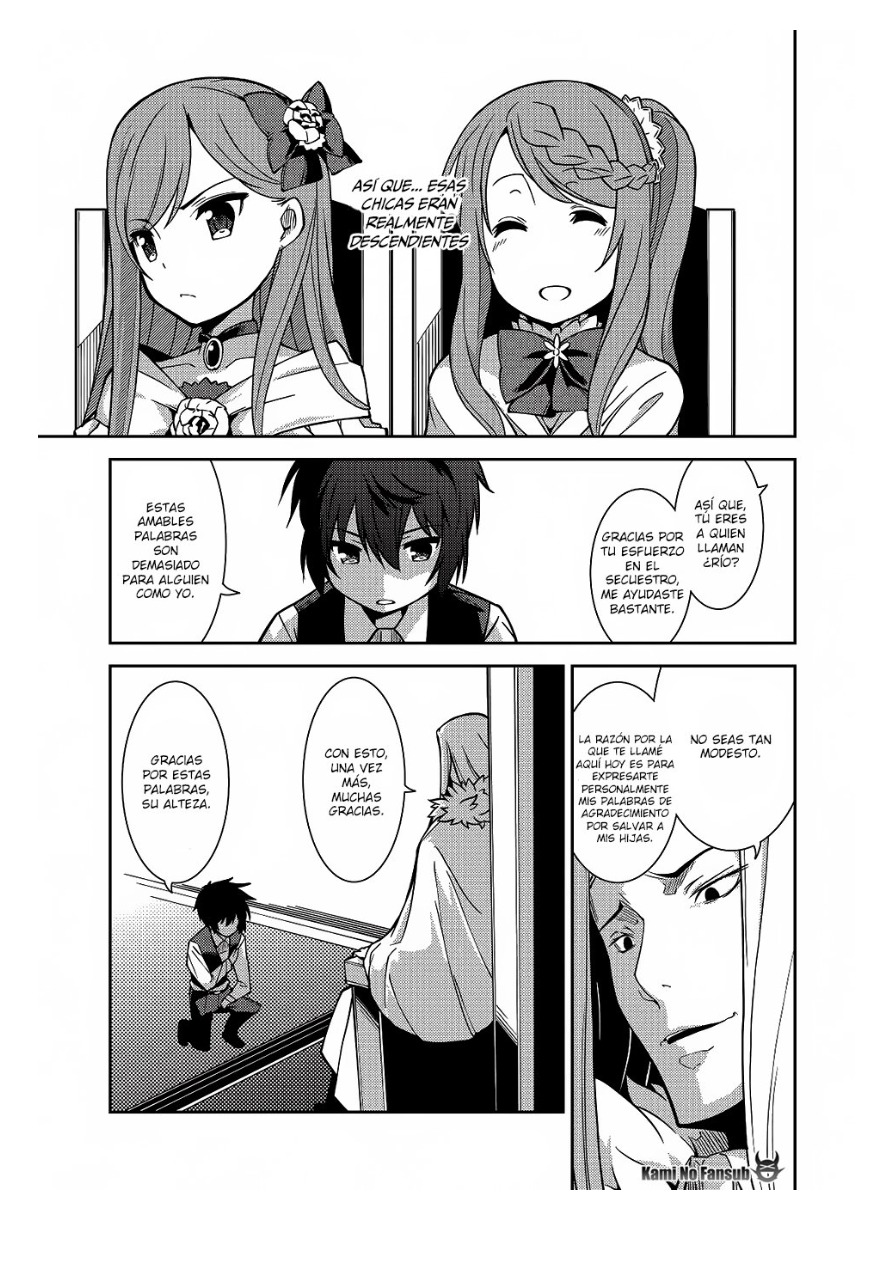 ASÍ QUE... ESAS
CHICAS ERAN
REALMENTE
DESCENDIENTES
ASÍ QUE,
TÚ ERES
A QUIEN
LLAMAN
¿RÍO?
GRACIAS POR
TU ESFUERZO
EN EL
SECUESTRO,
ME AYUDASTE
BASTANTE.
ESTAS
AMABLES
PALABRAS
SON
DEMASIADO
PARA ALGUIEN
COMO YO.
NO SEAS TAN
MODESTO.
LA RAZÓN POR LA
QUE TE LLAMÉ
AQUÍ HOY ES PARA
EXPRESARTE
PERSONALMENTE
MIS PALABRAS DE
AGRADECIMIENTO
POR SALVAR A
MIS HIJAS.
CON ESTO,
UNA VEZ
MÁS,
MUCHAS
GRACIAS.
GRACIAS
POR ESTAS
PALABRAS,
SU ALTEZA.
Kami No Fansub